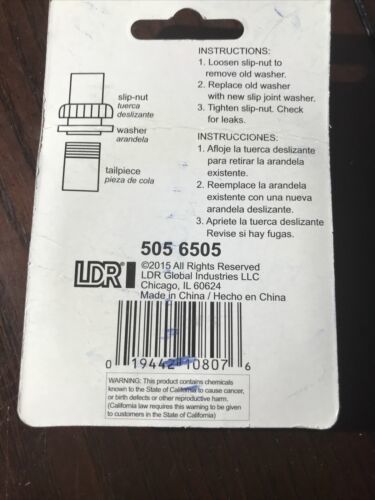 INSTRUCTIONS:
1. Loosen slip-nut to
remove old washer.
2. Replace old washer
with new slip joint washer.
3. Tighten slip-nut. Check
for leaks.
slip-nut
tuerca
deslizante
washer
arandela
tailpiece
pieza de cola
INSTRUCCIONES:
1. Afloje la tuerca deslizante
para retirar la arandela
existente.
2. Reemplace la arandela
existente con una nueva
arandela deslizante.
3. Apriete la tuerca deslizante
Revise si hay fugas.
505 6505
LDR
©2015 All Rights Reserved
LDR Global Industries LLC
Chicago, IL 60624
Made in China / Hecho en China
0 19442 10807 6
WARNING: This product contains chemicals
known to the State of California to cause cancer,
or birth defects or other reproductive harm.
(California law requires this warning to be given
to customers in the State of California)